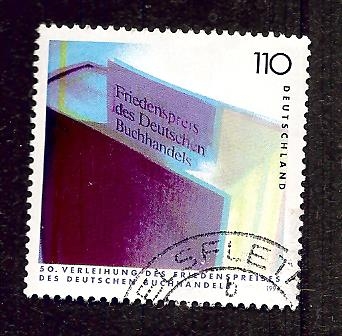 110
DEUTSCHLAND
Friedenspreis
des Deutschen
Buchhandels
50. VERLEIHUNG DES FRIEDENSPREISES
DES DEUTSCHEN BUCHHANDELS